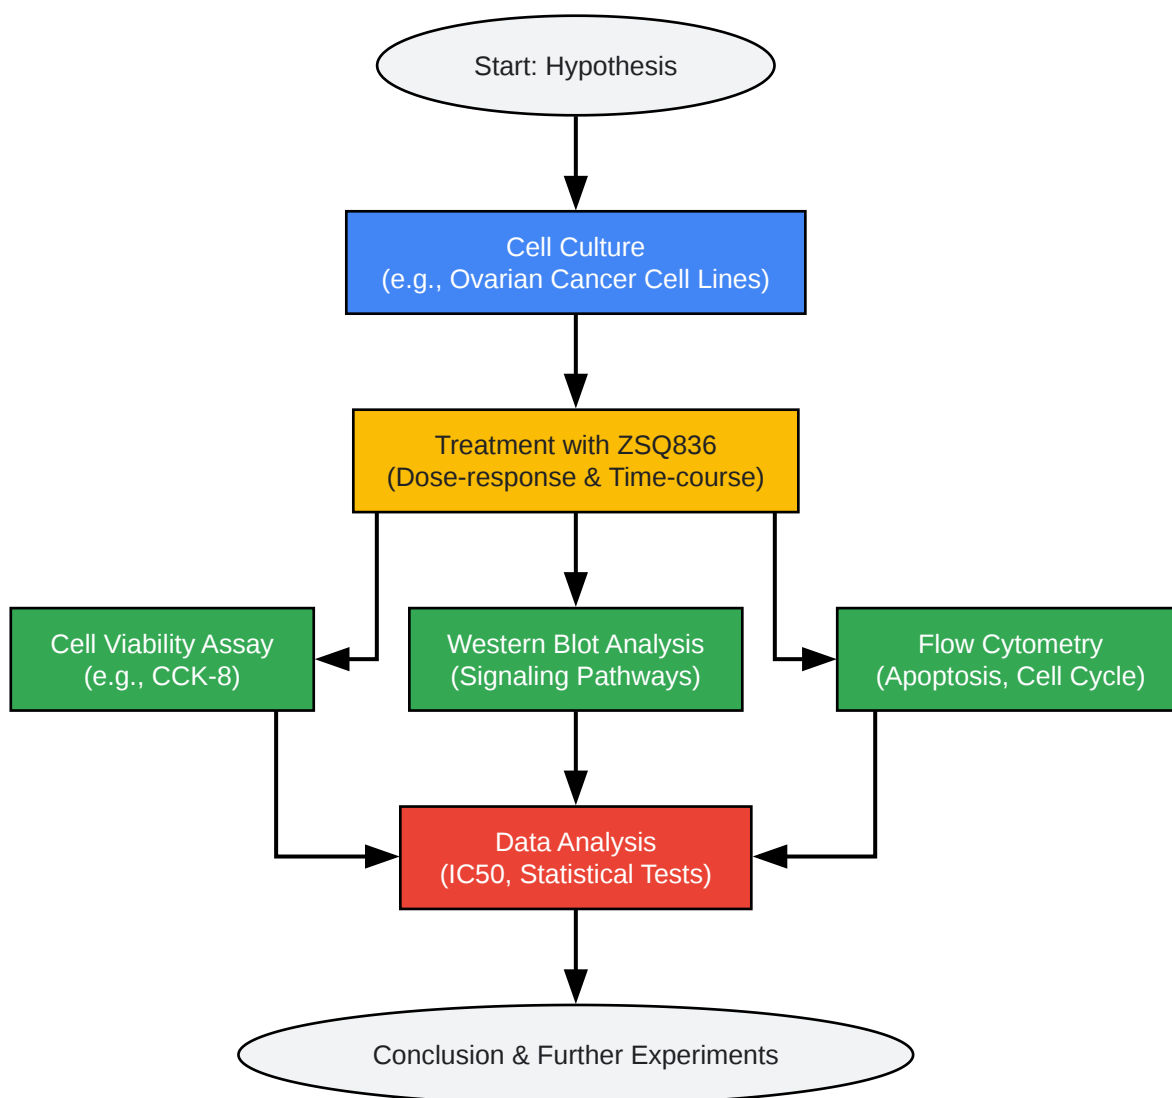 Start: Hypothesis
Cell Culture
(e.g., Ovarian Cancer Cell Lines)
Treatment with ZSQ836
(Dose-response & Time-course)
Cell Viability Assay
(e.g., CCK-8)
Western Blot Analysis
(Signaling Pathways)
Flow Cytometry
(Apoptosis, Cell Cycle)
Data Analysis
(IC50, Statistical Tests)
Conclusion & Further Experiments